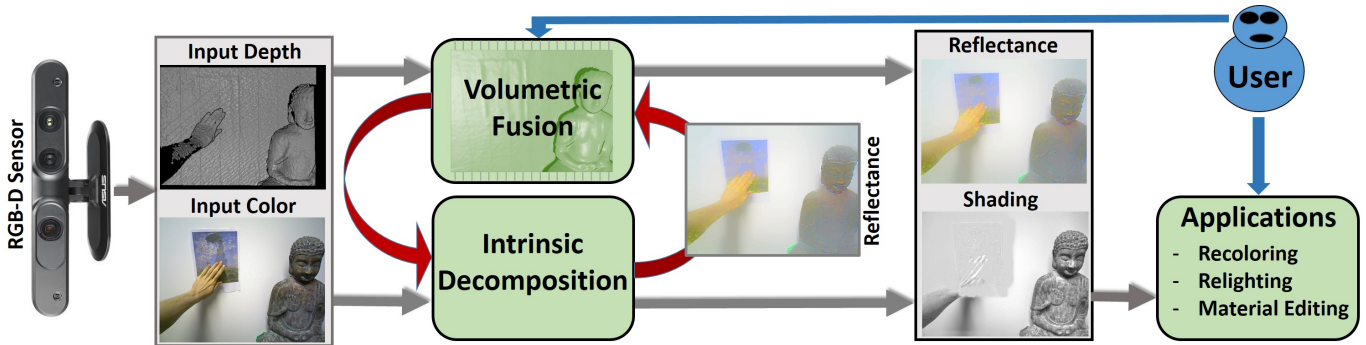 RGB-D Sensor
ASUS
Input Depth
Input Color
Volumetric
Fusion
Intrinsic
Decomposition
Reflectance
Reflectance
Shading
User
Applications
- Recoloring
- Relighting
- Material Editing